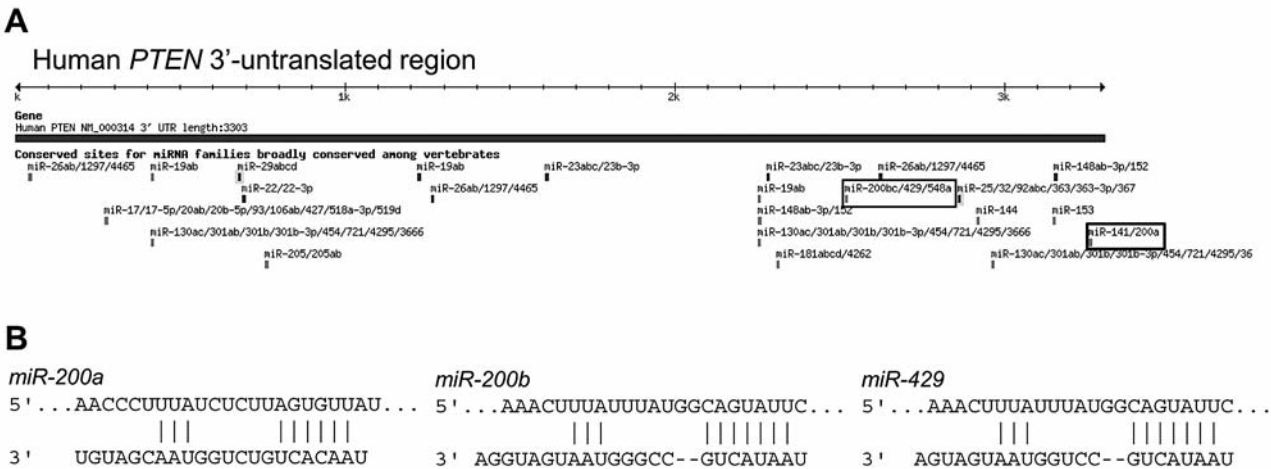 A
Human PTEN 3'-untranslated region
k 1k 2k 3k
Gene
Human PTEN NM_000314 3' UTR length:3303
Conserved sites for miRNA families broadly conserved among vertebrates
miR-26ab/1297/4465 miR-19ab miR-29abcd miR-19ab miR-23abc/23b-3p miR-23abc/23b-3p miR-26ab/1297/4465 miR-148ab-3p/152
miR-22/22-3p miR-26ab/1297/4465 miR-19ab miR-200bc/429/548a miR-25/32/92abc/363/363-3p/367
miR-17/17-5p/20ab/20b-5p/93/106ab/427/518a-3p/519d miR-148ab-3p/152 miR-144 miR-153
miR-130ac/301ab/301b/301b-3p/454/721/4295/3666 miR-130ac/301ab/301b/301b-3p/454/721/4295/3666 miR-141/200a
miR-205/205ab miR-181abcd/4262 miR-130ac/301ab/301b/301b-3p/454/721/4295/36
B
miR-200a miR-200b miR-429
5'...AACCCUUUAUCUCUUAGUGUUAU... 5'...AAACUUUAUUUAUGGCAGUAUUC... 5'...AAACUUUAUUUAUGGCAGUAUUC...
3' UGUAGCAAUGGUCUGUCACAAU 3' AGGUAGUAAUGGGCC--GUCAUAAU 3' AGUAGUAAUGGUCC--GUCAUAAU